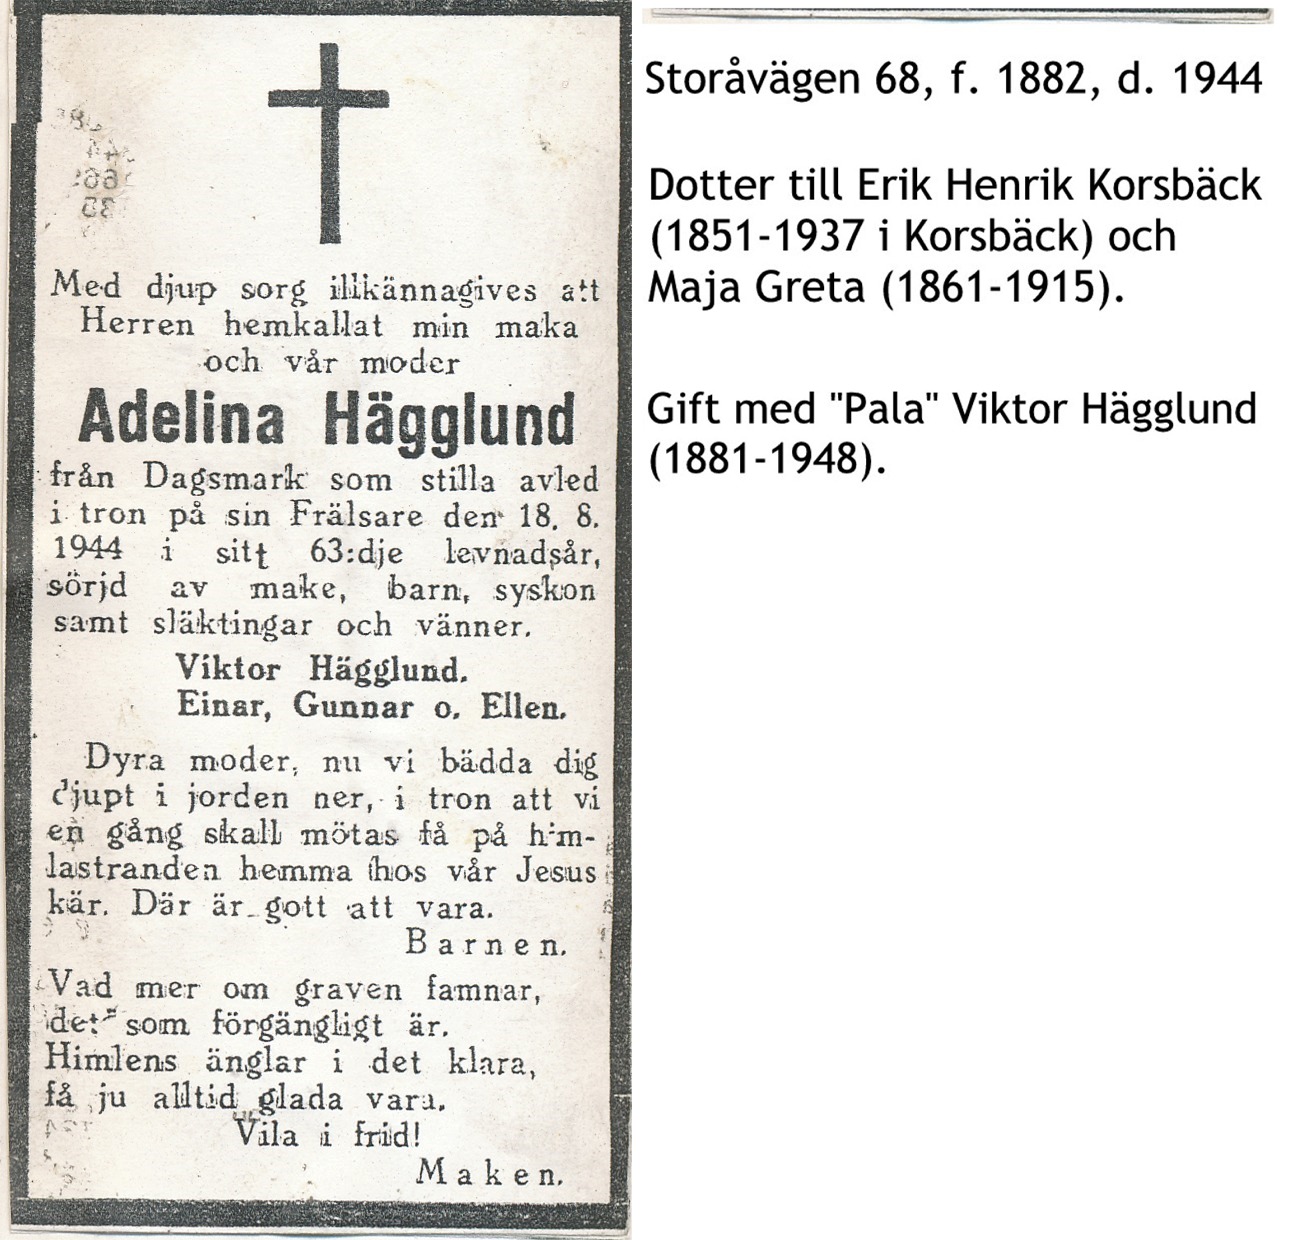 Med djup sorg illkännagives att
Herren hemkallat min maka
och vår moder
Adelina Hägglund
från Dagsmark som stilla avled
i tron på sin Frälsare den 18. 8.
1944 i sitt 63:dje levnadsår,
sörjd av make, barn, syskon
samt släktingar och vänner.
Viktor Hägglund.
Einar, Gunnar o. Ellen.
Dyra moder, nu vi bädda dig
djupt i jorden ner, i tron att vi
en gång skall mötas få på him-
lastranden hemma hos vår Jesus
kär. Där är gott att vara.
Barnen.
Vad mer om graven famnar,
det som förgängligt är.
Himlens änglar i det klara,
få ju alltid glada vara.
Vila i frid!
Maken.
Storåvägen 68, f. 1882, d. 1944
Dotter till Erik Henrik Korsbäck
(1851-1937 i Korsbäck) och
Maja Greta (1861-1915).
Gift med "Pala" Viktor Hägglund
(1881-1948).